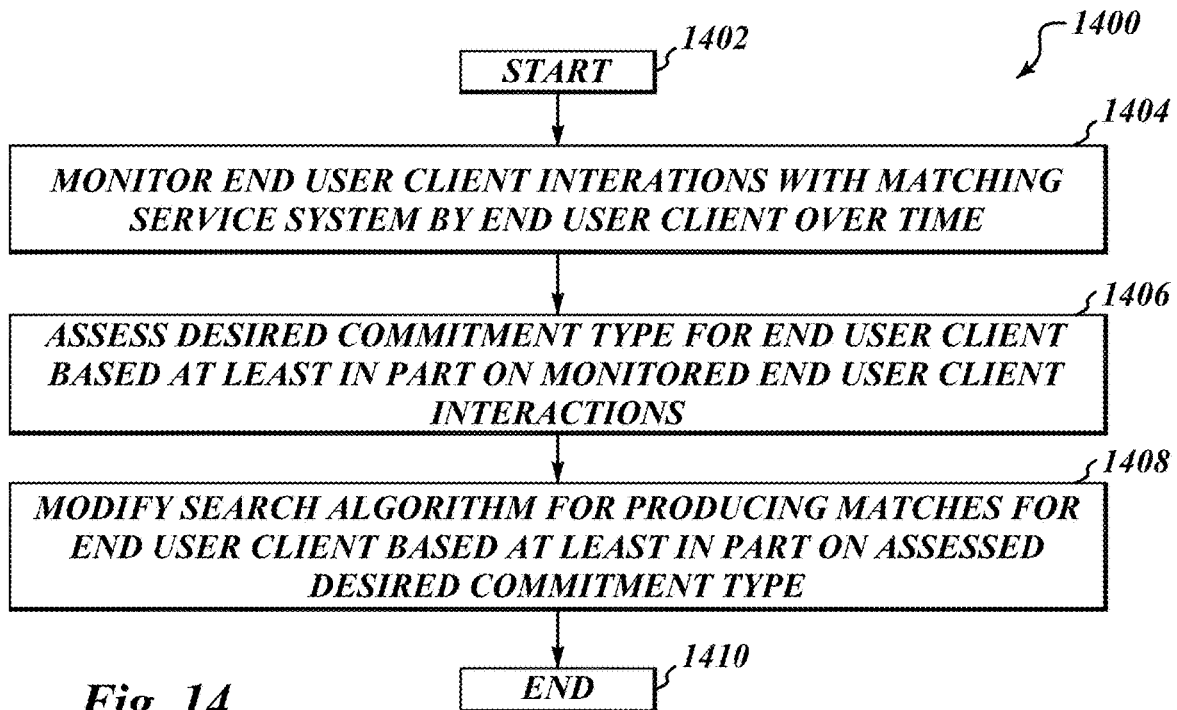 1400
1402
START
1404
MONITOR END USER CLIENT INTERATIONS WITH MATCHING
SERVICE SYSTEM BY END USER CLIENT OVER TIME
1406
ASSESS DESIRED COMMITMENT TYPE FOR END USER CLIENT
BASED AT LEAST IN PART ON MONITORED END USER CLIENT
INTERACTIONS
1408
MODIFY SEARCH ALGORITHM FOR PRODUCING MATCHES FOR
END USER CLIENT BASED AT LEAST IN PART ON ASSESSED
DESIRED COMMITMENT TYPE
1410
END
Fig. 14